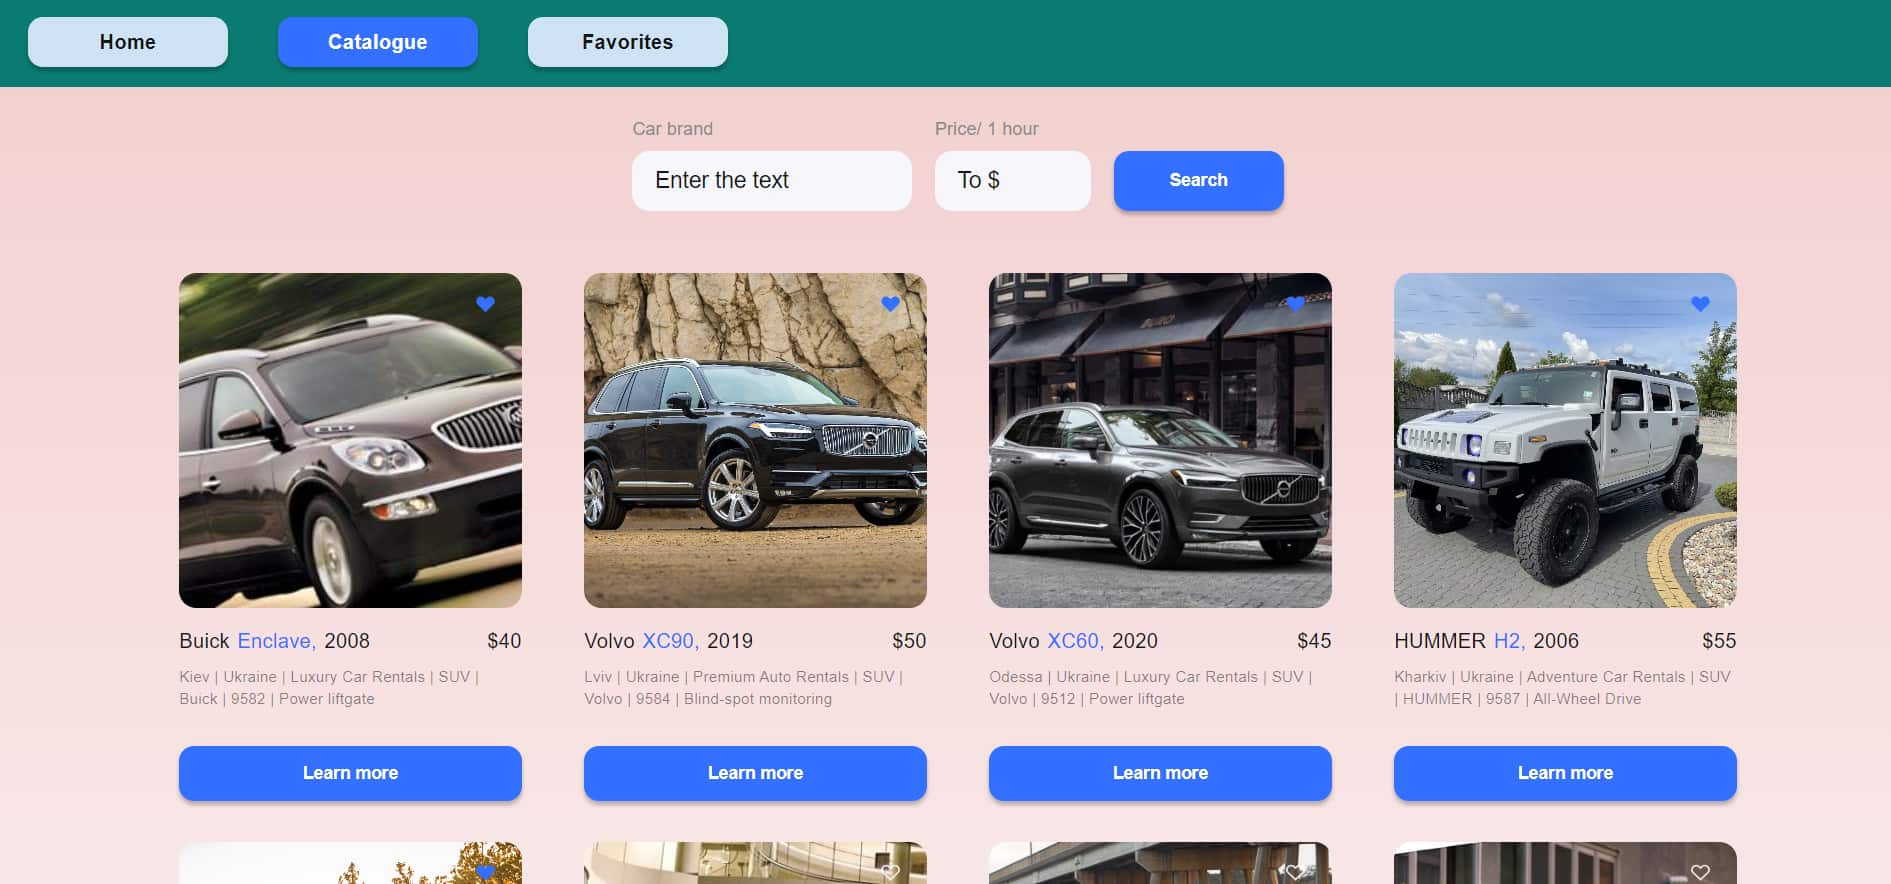 Home Catalogue Favorites
Car brand Price/ 1 hour
Enter the text To $ Search
Buick Enclave, 2008 $40
Kiev | Ukraine | Luxury Car Rentals | SUV |
Buick | 9582 | Power liftgate
Learn more
Volvo XC90, 2019 $50
Lviv | Ukraine | Premium Auto Rentals | SUV |
Volvo | 9584 | Blind-spot monitoring
Learn more
Volvo XC60, 2020 $45
Odessa | Ukraine | Luxury Car Rentals | SUV |
Volvo | 9512 | Power liftgate
Learn more
HUMMER H2, 2006 $55
Kharkiv | Ukraine | Adventure Car Rentals | SUV
| HUMMER | 9587 | All-Wheel Drive
Learn more